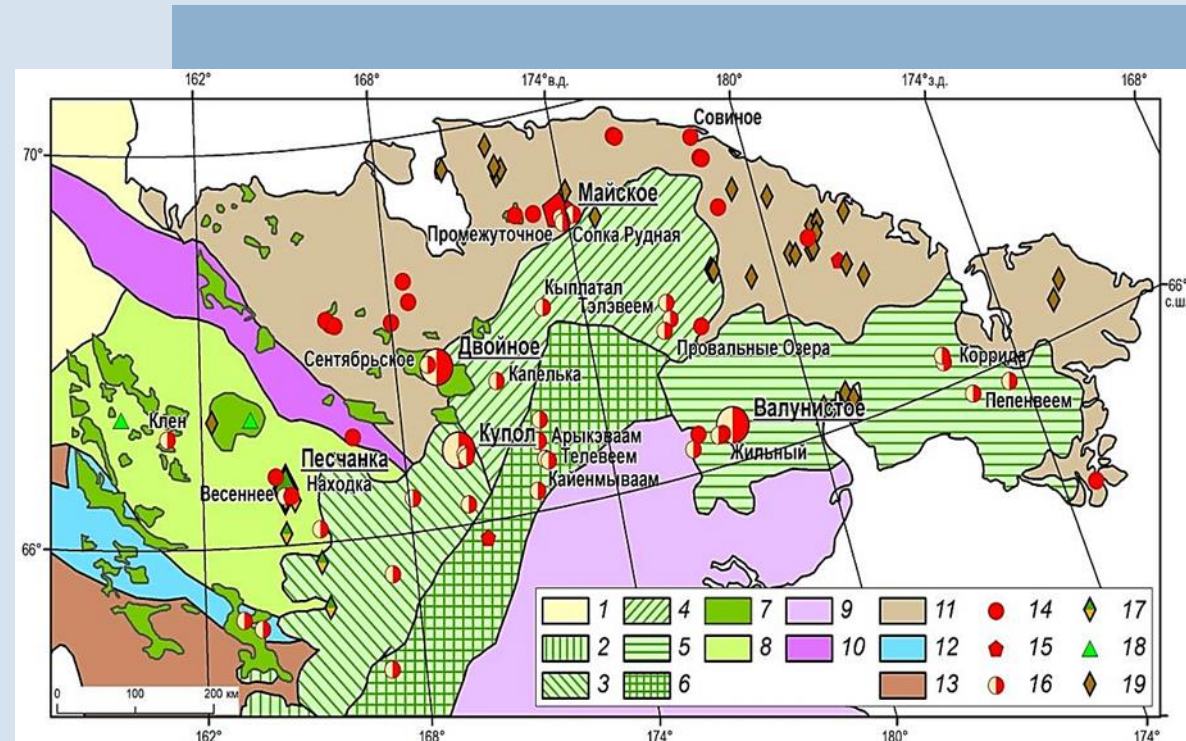 162° 168° 174°в.д. 180° 174°з.д. 168°
Совиное
70°
Майское
Промежуточное Сопка Рудная
66°
с.ш.
Кыплатал
Тэлэвеем
Двойное
Сентябрьское
Провальные Озера
Коррида
Капелька
Пепенвеем
Валунистое
Клен
Купол
Арыкэваам
Жильный
Телевеем
Песчанка
Находка
Кайенмываам
Весеннее
66°
1 4 7 9 11 14 17
2 5 8 10 12 15 18
3 6 13 16 19
0 100 200 км
162° 168° 174° 180° 174°